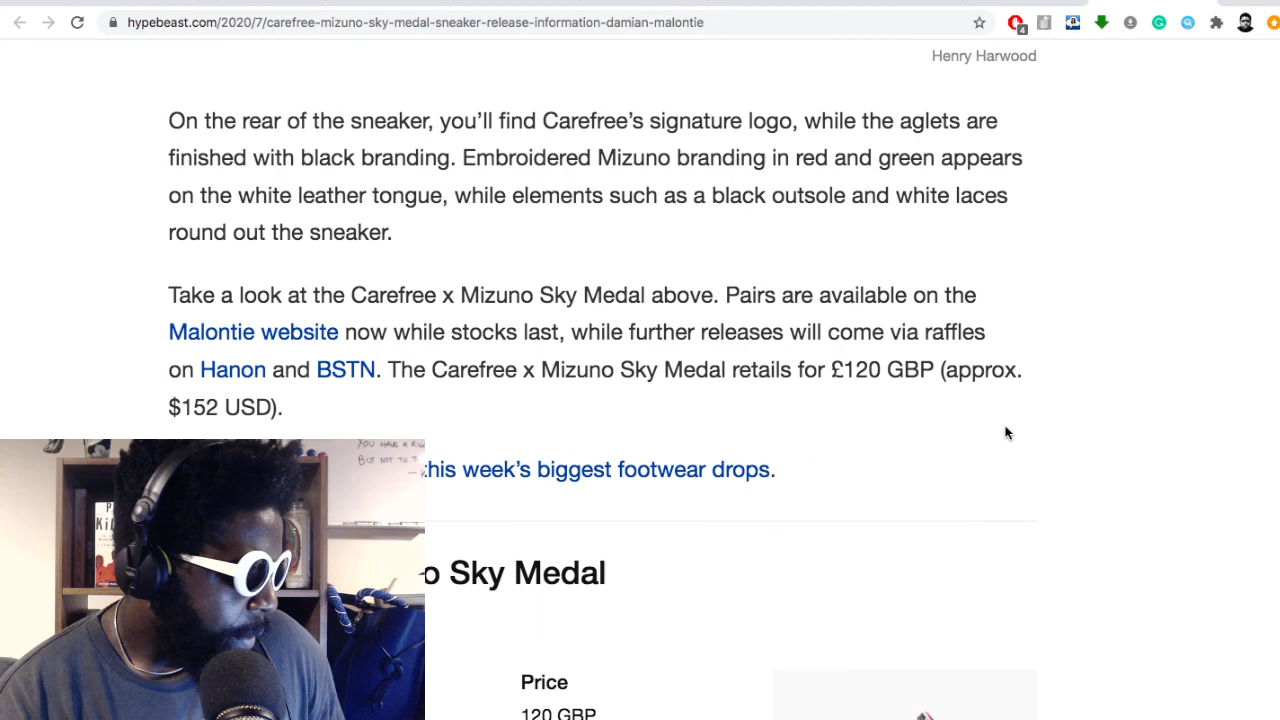 hypebeast.com/2020/7/carefree-mizuno-sky-medal-sneaker-release-information-damian-malontie
4
Henry Harwood
On the rear of the sneaker, you'll find Carefree's signature logo, while the aglets are
finished with black branding. Embroidered Mizuno branding in red and green appears
on the white leather tongue, while elements such as a black outsole and white laces
round out the sneaker.
Take a look at the Carefree x Mizuno Sky Medal above. Pairs are available on the
Malontie website now while stocks last, while further releases will come via raffles
on Hanon and BSTN. The Carefree x Mizuno Sky Medal retails for £120 GBP (approx.
$152 USD).
YOU HAVE A
BUT NOT TO
this week's biggest footwear drops.
o Sky Medal
Price
120 GBP